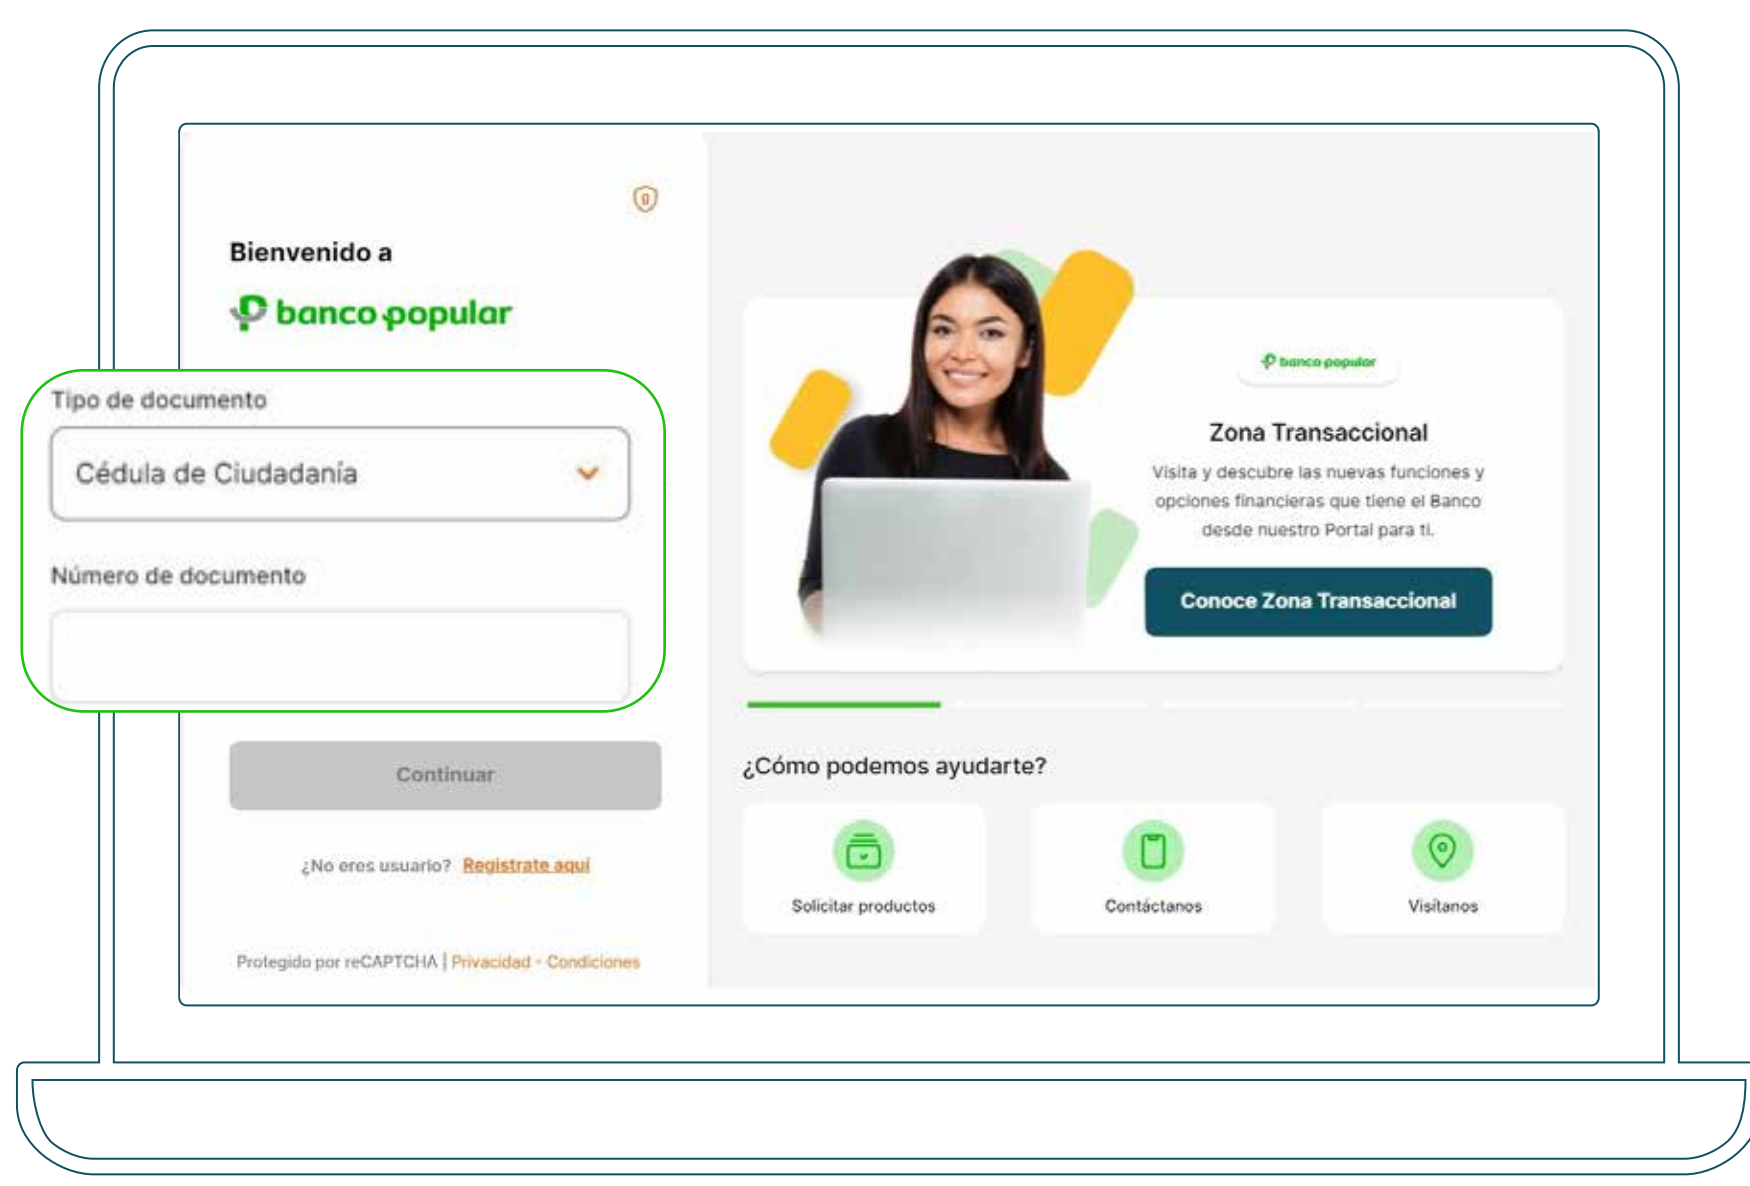 Bienvenido a
banco popular
Tipo de documento
Cédula de Ciudadanía
Número de documento
Continuar
¿No eres usuario? Registrate aquí
Protegido por reCAPTCHA | Privacidad - Condiciones
banco popular
Zona Transaccional
Visita y descubre las nuevas funciones y
opciones financieras que tiene el Banco
desde nuestro Portal para ti.
Conoce Zona Transaccional
¿Cómo podemos ayudarte?
Solicitar productos
Contáctanos
Visítanos